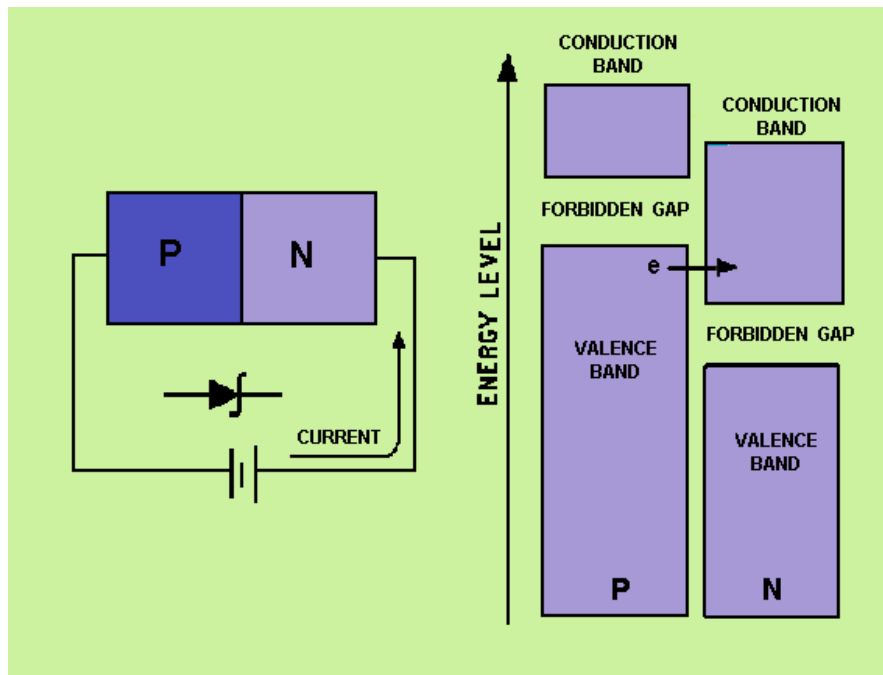 P
N
CURRENT
ENERGY LEVEL
CONDUCTION
BAND
CONDUCTION
BAND
FORBIDDEN GAP
e
FORBIDDEN GAP
VALENCE
BAND
VALENCE
BAND
P
N